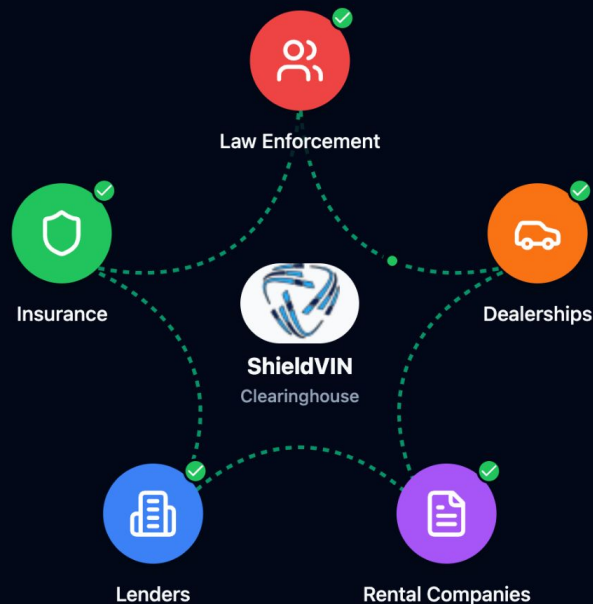 Law Enforcement
Insurance
Dealerships
ShieldVIN
Clearinghouse
Lenders
Rental Companies